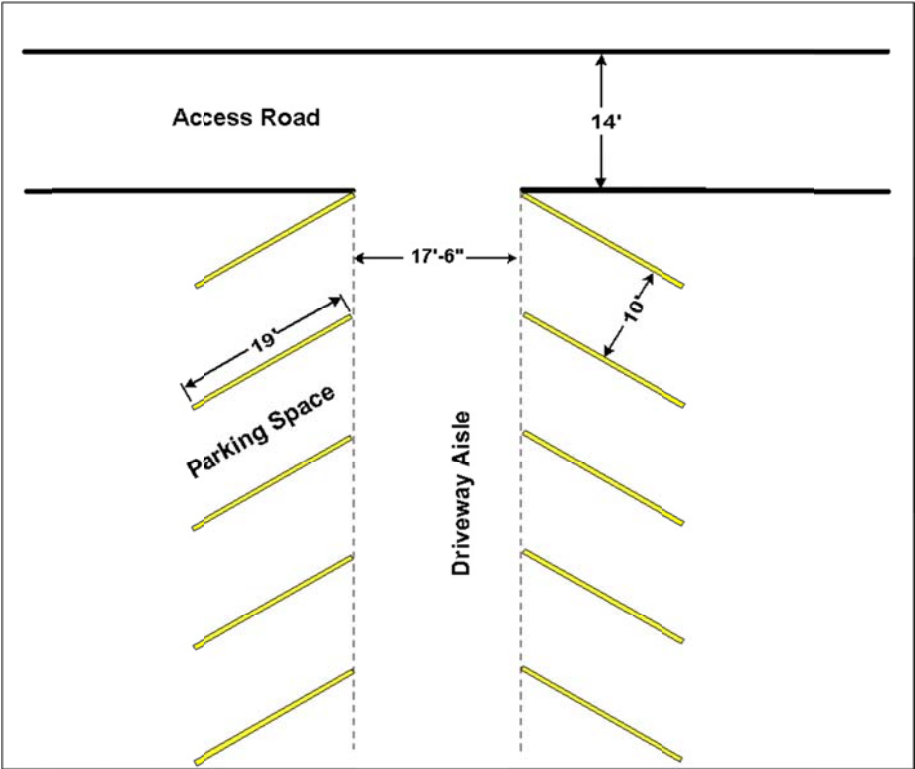 Access Road
14'
17'-6"
10'
19'
Parking Space
Driveway Aisle